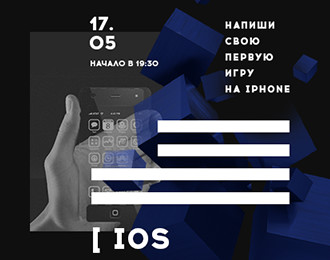 17.
05
НАЧАЛО В 19:30
НАПИШИ
СВОЮ
ПЕРВУЮ
ИГРУ
НА IPHONE
[ IOS